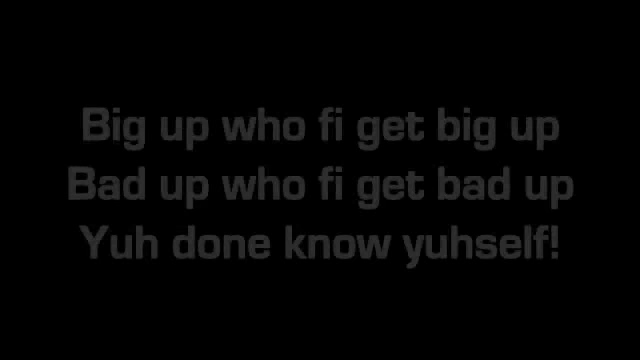 Big up who fi get big up
Bad up who fi get bad up
Yuh done know yuhself!